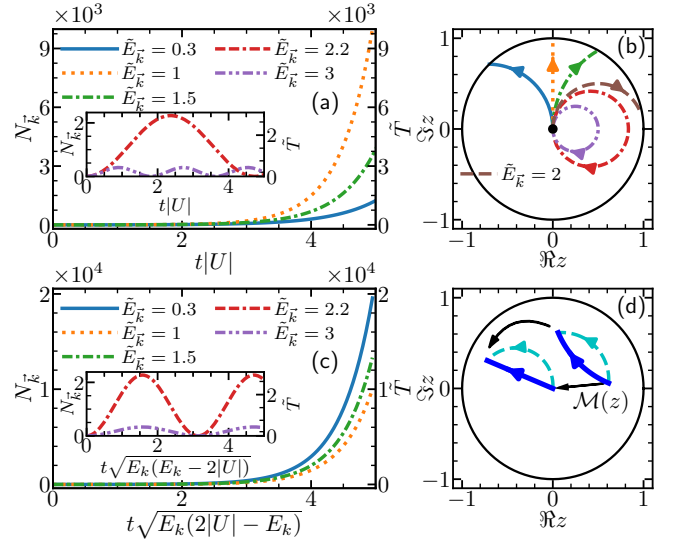 ×10³ ×10³
9 Ẽ_k⃗ = 0.3 Ẽ_k⃗ = 2.2
Ẽ_k⃗ = 1 Ẽ_k⃗ = 3
Ẽ_k⃗ = 1.5
(a)
6
3
0
N_k⃗
T̃
2
0
N_k⃗
2
0
T̃
0 2 4
t|U|
0 2 4
t|U|
(b)
1
0
−1
ℑz
Ẽ_k⃗ = 2
−1 0 1
ℜz
×10⁴ ×10⁴
2 2
Ẽ_k⃗ = 0.3 Ẽ_k⃗ = 2.2
Ẽ_k⃗ = 1 Ẽ_k⃗ = 3
Ẽ_k⃗ = 1.5
(c)
1 1
0 0
N_k⃗
T̃
2
0
N_k⃗
2
0
T̃
0 2 4
t√E_k(E_k − 2|U|)
0 2 4
t√E_k(2|U| − E_k)
(d)
1
0
−1
ℑz
ℳ(z)
−1 0 1
ℜz